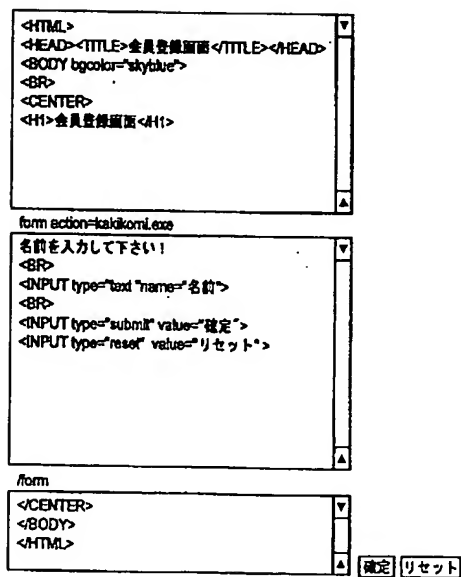 <HTML>
<HEAD><TITLE>会員登録画面</TITLE></HEAD>
<BODY bgcolor="skyblue">
<BR>
<CENTER>
<H1>会員登録画面</H1>
form action=kakikomi.exe
名前を入力して下さい！
<BR>
<INPUT type="text "name="名前">
<BR>
<INPUT type="submit" value="確定">
<INPUT type="reset" value="リセット">
/form
</CENTER>
</BODY>
</HTML>
確定 リセット